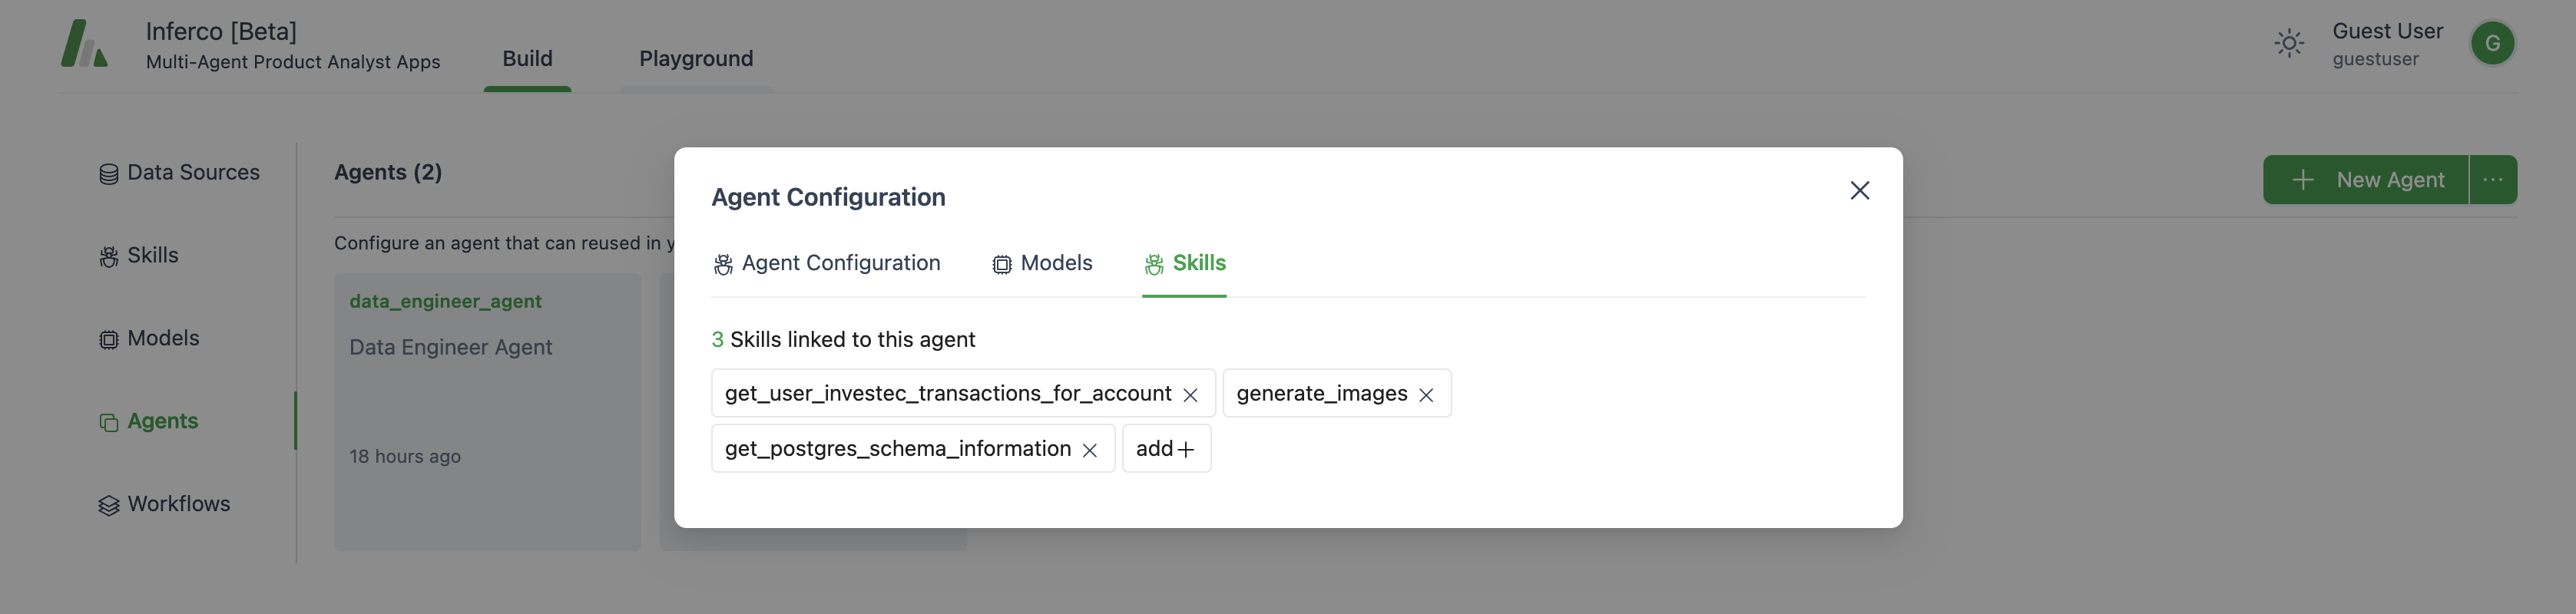 Inferco [Beta]
Multi-Agent Product Analyst Apps
Build
Playground
Guest User
guestuser
G
Data Sources
Skills
Models
Agents
Workflows
Agents (2)
New Agent
Configure an agent that can reused in y
data_engineer_agent
Data Engineer Agent
18 hours ago
Agent Configuration
Agent Configuration
Models
Skills
3 Skills linked to this agent
get_user_investec_transactions_for_account
generate_images
get_postgres_schema_information
add